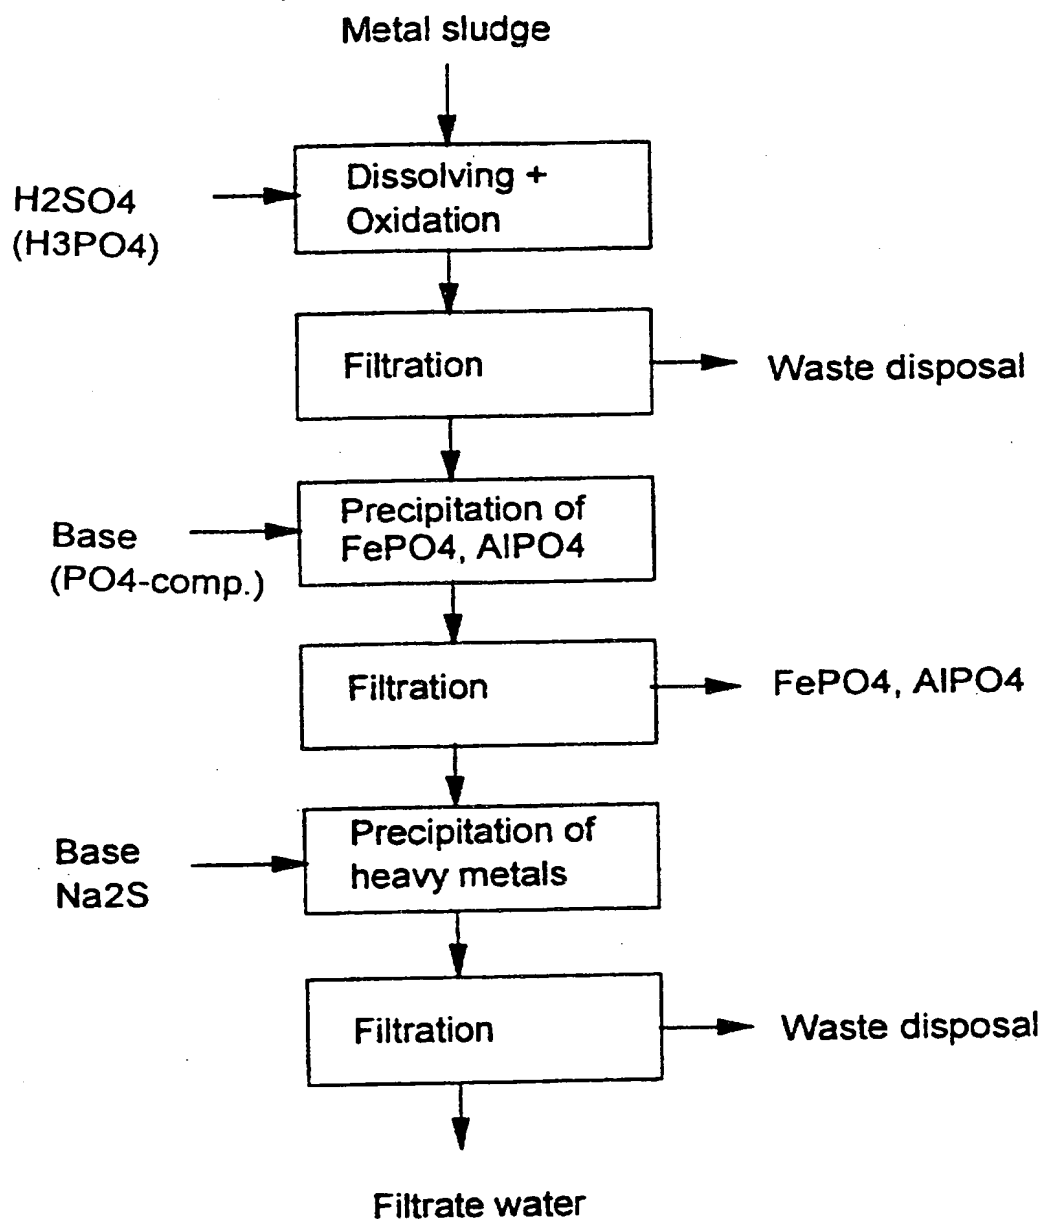 Metal sludge
Dissolving +
Oxidation
H2SO4
(H3PO4)
Filtration
Waste disposal
Precipitation of
FePO4, AlPO4
Base
(PO4-comp.)
Filtration
FePO4, AlPO4
Precipitation of
heavy metals
Base
Na2S
Filtration
Waste disposal
Filtrate water